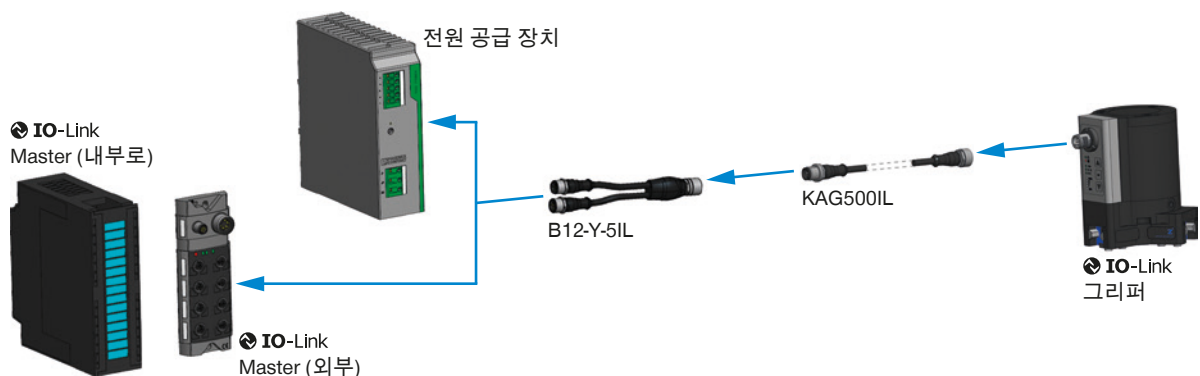 전원 공급 장치
IO-Link
Master (내부로)
KAG500IL
B12-Y-5IL
IO-Link
그리퍼
IO-Link
Master (외부)